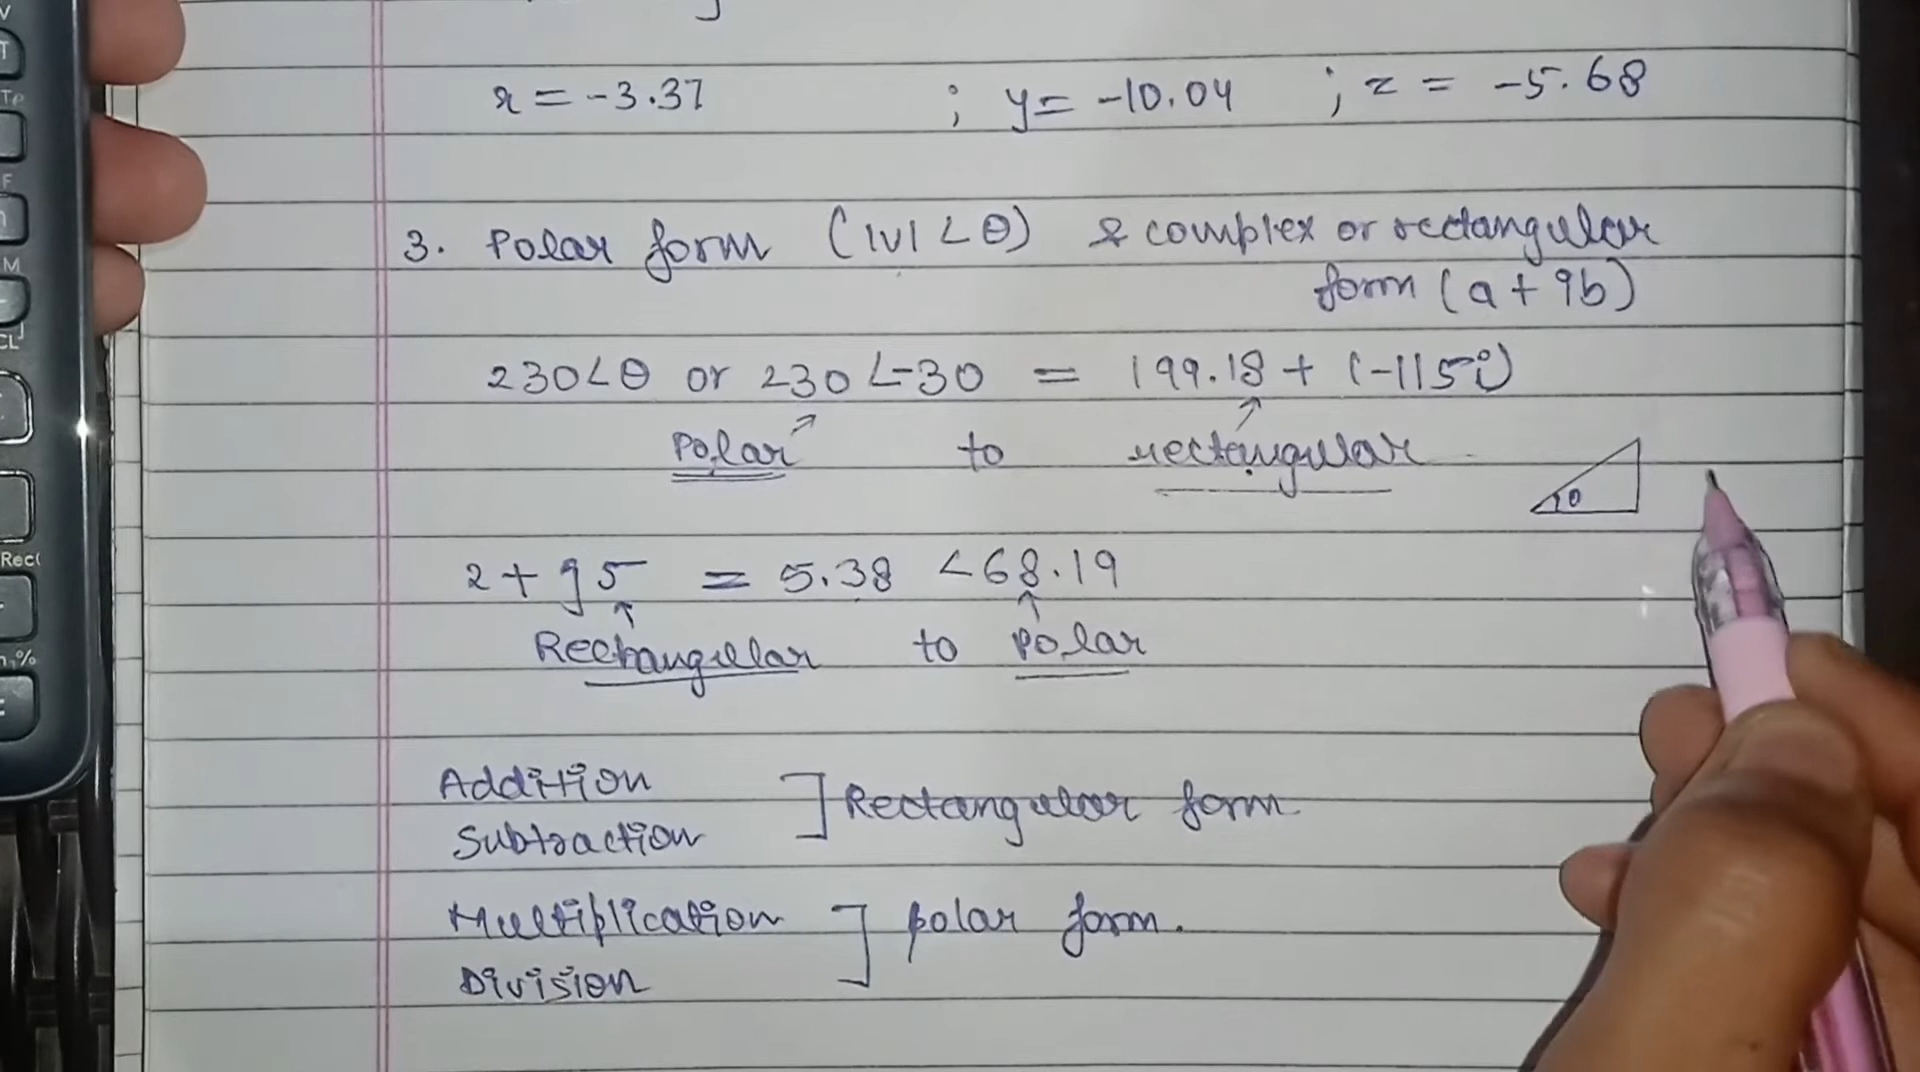 x = -3.37 ; y = -10.04 ; z = -5.68
3. Polar form (|V| ∠θ) & complex or rectangular
form (a + ib)
230∠θ or 230 ∠-30 = 199.18 + (-115i)
Polar to rectangular
θ
2 + j5 = 5.38 ∠68.19
Rectangular to Polar
Addition
Subtraction ] Rectangular form
Multiplication ] polar form.
Division